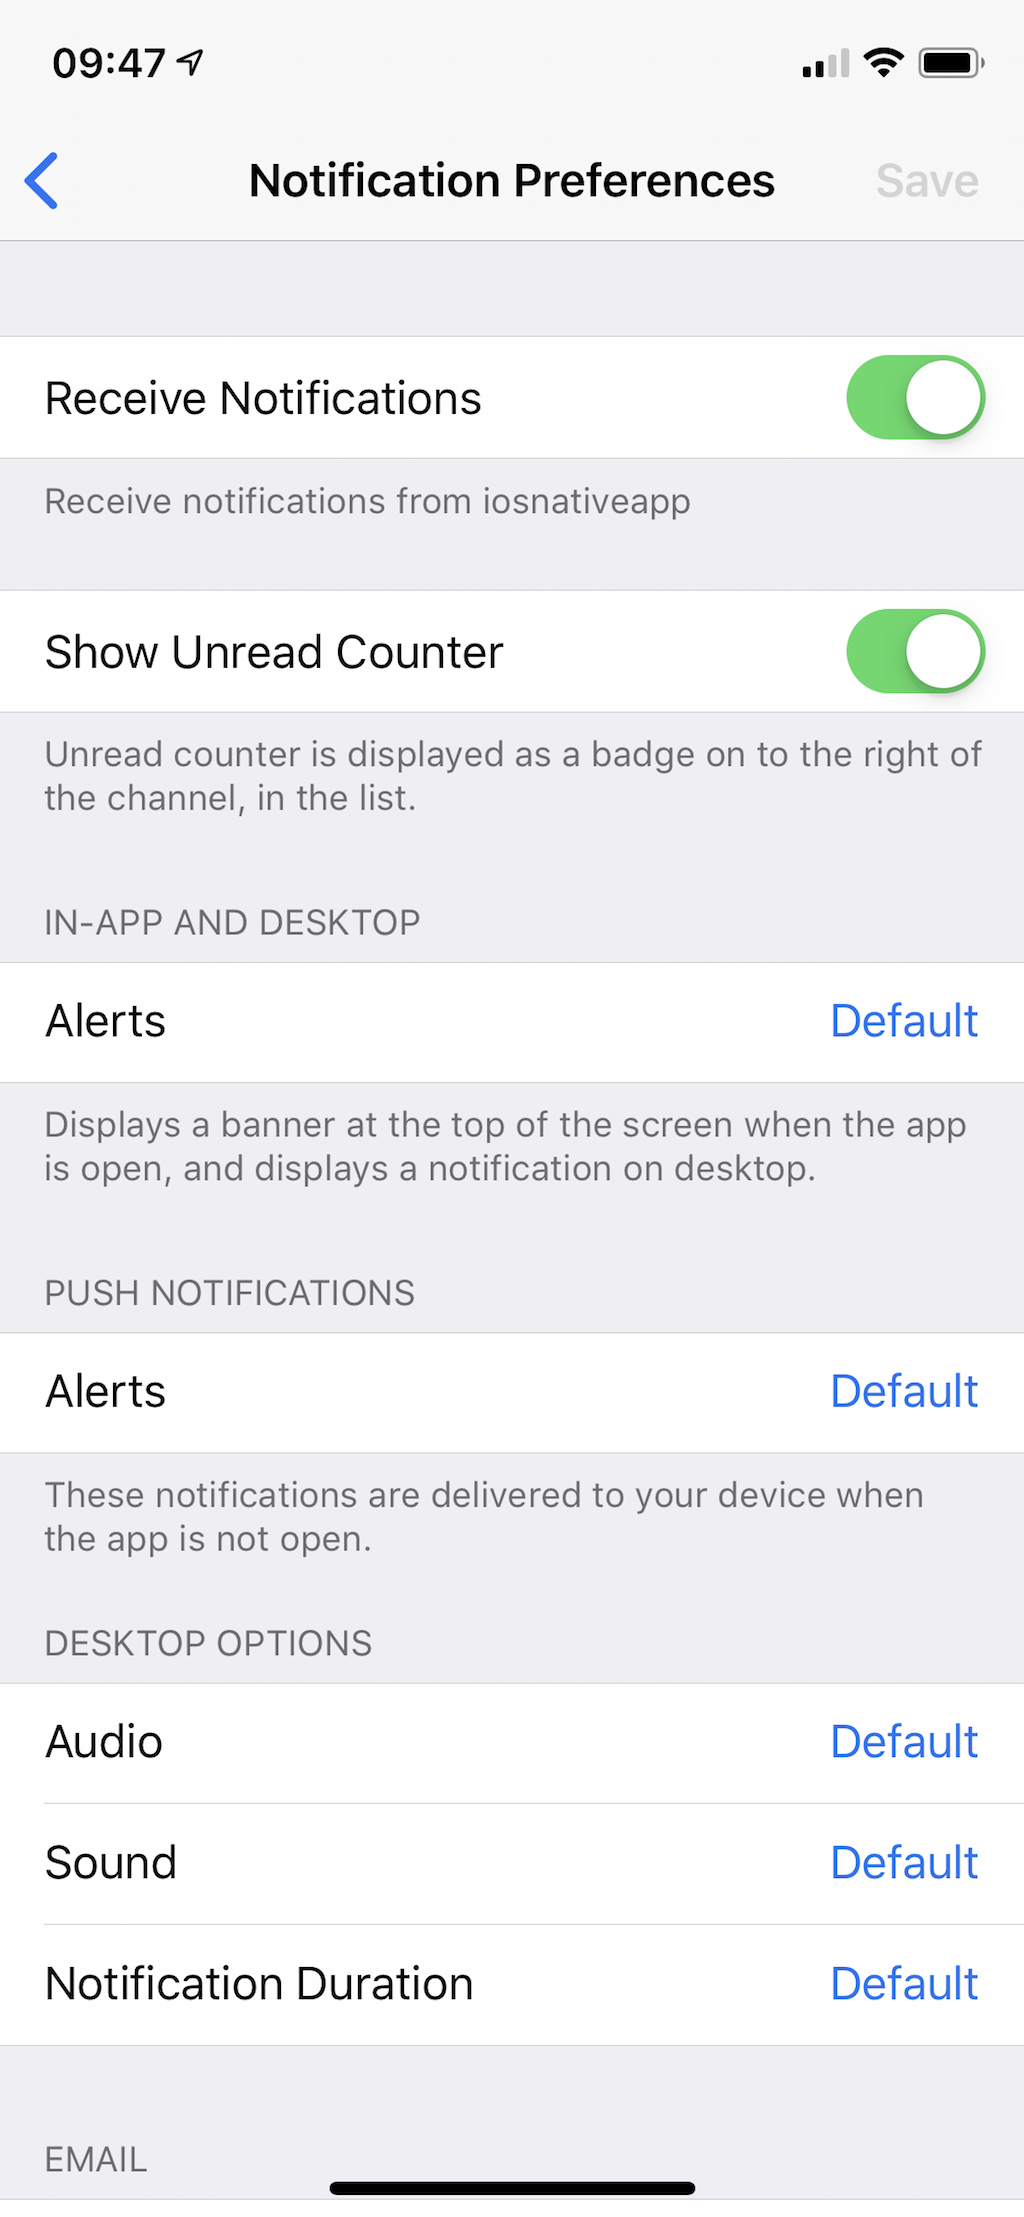 09:47
Notification Preferences
Save
Receive Notifications
Receive notifications from iosnativeapp
Show Unread Counter
Unread counter is displayed as a badge on to the right of
the channel, in the list.
IN-APP AND DESKTOP
Alerts
Default
Displays a banner at the top of the screen when the app
is open, and displays a notification on desktop.
PUSH NOTIFICATIONS
Alerts
Default
These notifications are delivered to your device when
the app is not open.
DESKTOP OPTIONS
Audio
Default
Sound
Default
Notification Duration
Default
EMAIL